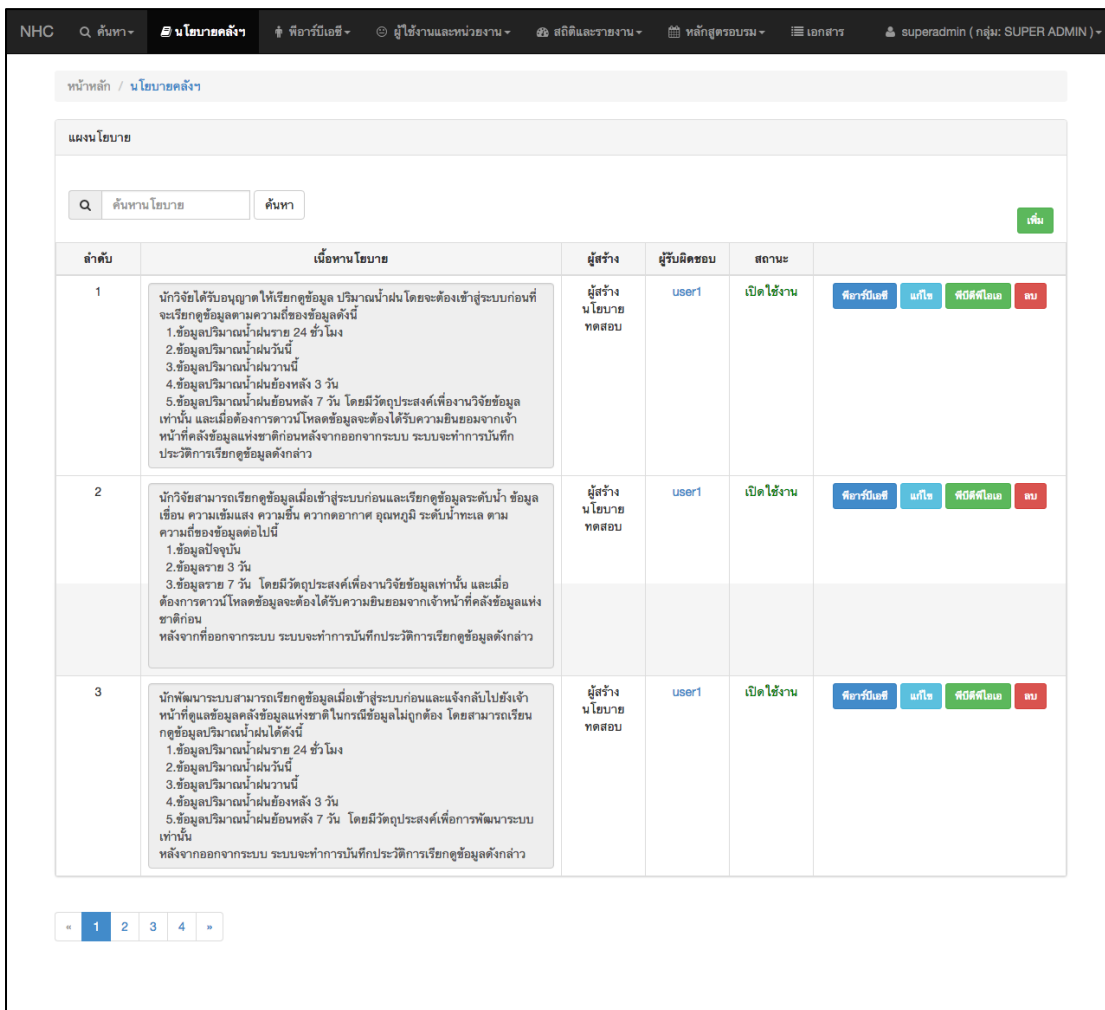 NHC ค้นหา นโยบายคลังฯ พีอาร์บีเอซี ผู้ใช้งานและหน่วยงาน สถิติและรายงาน หลักสูตรอบรม เอกสาร superadmin ( กลุ่ม: SUPER ADMIN )
หน้าหลัก / นโยบายคลังฯ
แผงนโยบาย
ค้นหานโยบาย ค้นหา
เพิ่ม
ลำดับ เนื้อหานโยบาย ผู้สร้าง ผู้รับผิดชอบ สถานะ
1
นักวิจัยได้รับอนุญาตให้เรียกดูข้อมูล ปริมาณน้ำฝนโดยจะต้องเข้าสู่ระบบก่อนที่
จะเรียกดูข้อมูลตามความถี่ของข้อมูลดังนี้
1.ข้อมูลปริมาณน้ำฝนราย 24 ชั่วโมง
2.ข้อมูลปริมาณน้ำฝนวันนี้
3.ข้อมูลปริมาณน้ำฝนวานนี้
4.ข้อมูลปริมาณน้ำฝนย้องหลัง 3 วัน
5.ข้อมูลปริมาณน้ำฝนย้อนหลัง 7 วัน โดยมีวัตถุประสงค์เพื่องานวิจัยข้อมูล
เท่านั้น และเมื่อต้องการดาวน์โหลดข้อมูลจะต้องได้รับความยินยอมจากเจ้า
หน้าที่คลังข้อมูลแห่งชาติก่อนหลังจากออกจากระบบ ระบบจะทำการบันทึก
ประวัติการเรียกดูข้อมูลดังกล่าว
ผู้สร้าง
นโยบาย
ทดสอบ
user1
เปิดใช้งาน
พีอาร์บีเอซี แก้ไข พีบีดีพีไอเอ ลบ
2
นักวิจัยสามารถเรียกดูข้อมูลเมื่อเข้าสู่ระบบก่อนและเรียกดูข้อมูลระดับน้ำ ข้อมูล
เขื่อน ความเข้มแสง ความชื้น ความกดอากาศ อุณหภูมิ ระดับน้ำทะเล ตาม
ความถี่ของข้อมูลต่อไปนี้
1.ข้อมูลปัจจุบัน
2.ข้อมูลราย 3 วัน
3.ข้อมูลราย 7 วัน โดยมีวัตถุประสงค์เพื่องานวิจัยข้อมูลเท่านั้น และเมื่อ
ต้องการดาวน์โหลดข้อมูลจะต้องได้รับความยินยอมจากเจ้าหน้าที่คลังข้อมูลแห่ง
ชาติก่อน
หลังจากที่ออกจากระบบ ระบบจะทำการบันทึกประวัติการเรียกดูข้อมูลดังกล่าว
ผู้สร้าง
นโยบาย
ทดสอบ
user1
เปิดใช้งาน
พีอาร์บีเอซี แก้ไข พีบีดีพีไอเอ ลบ
3
นักพัฒนาระบบสามารถเรียกดูข้อมูลเมื่อเข้าสู่ระบบก่อนและแจ้งกลับไปยังเจ้า
หน้าที่ดูแลข้อมูลคลังข้อมูลแห่งชาติในกรณีข้อมูลไม่ถูกต้อง โดยสามารถเรียน
กดูข้อมูลปริมาณน้ำฝนได้ดังนี้
1.ข้อมูลปริมาณน้ำฝนราย 24 ชั่วโมง
2.ข้อมูลปริมาณน้ำฝนวันนี้
3.ข้อมูลปริมาณน้ำฝนวานนี้
4.ข้อมูลปริมาณน้ำฝนย้องหลัง 3 วัน
5.ข้อมูลปริมาณน้ำฝนย้อนหลัง 7 วัน โดยมีวัตถุประสงค์เพื่อการพัฒนาระบบ
เท่านั้น
หลังจากออกจากระบบ ระบบจะทำการบันทึกประวัติการเรียกดูข้อมูลดังกล่าว
ผู้สร้าง
นโยบาย
ทดสอบ
user1
เปิดใช้งาน
พีอาร์บีเอซี แก้ไข พีบีดีพีไอเอ ลบ
« 1 2 3 4 »